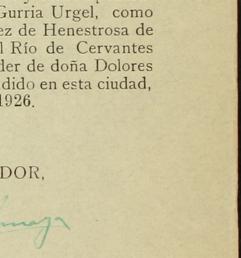 Gurria Urgel, como
ez de Henestrosa de
l Río de Cervantes
der de doña Dolores
dido en esta ciudad,
1926.
DOR,